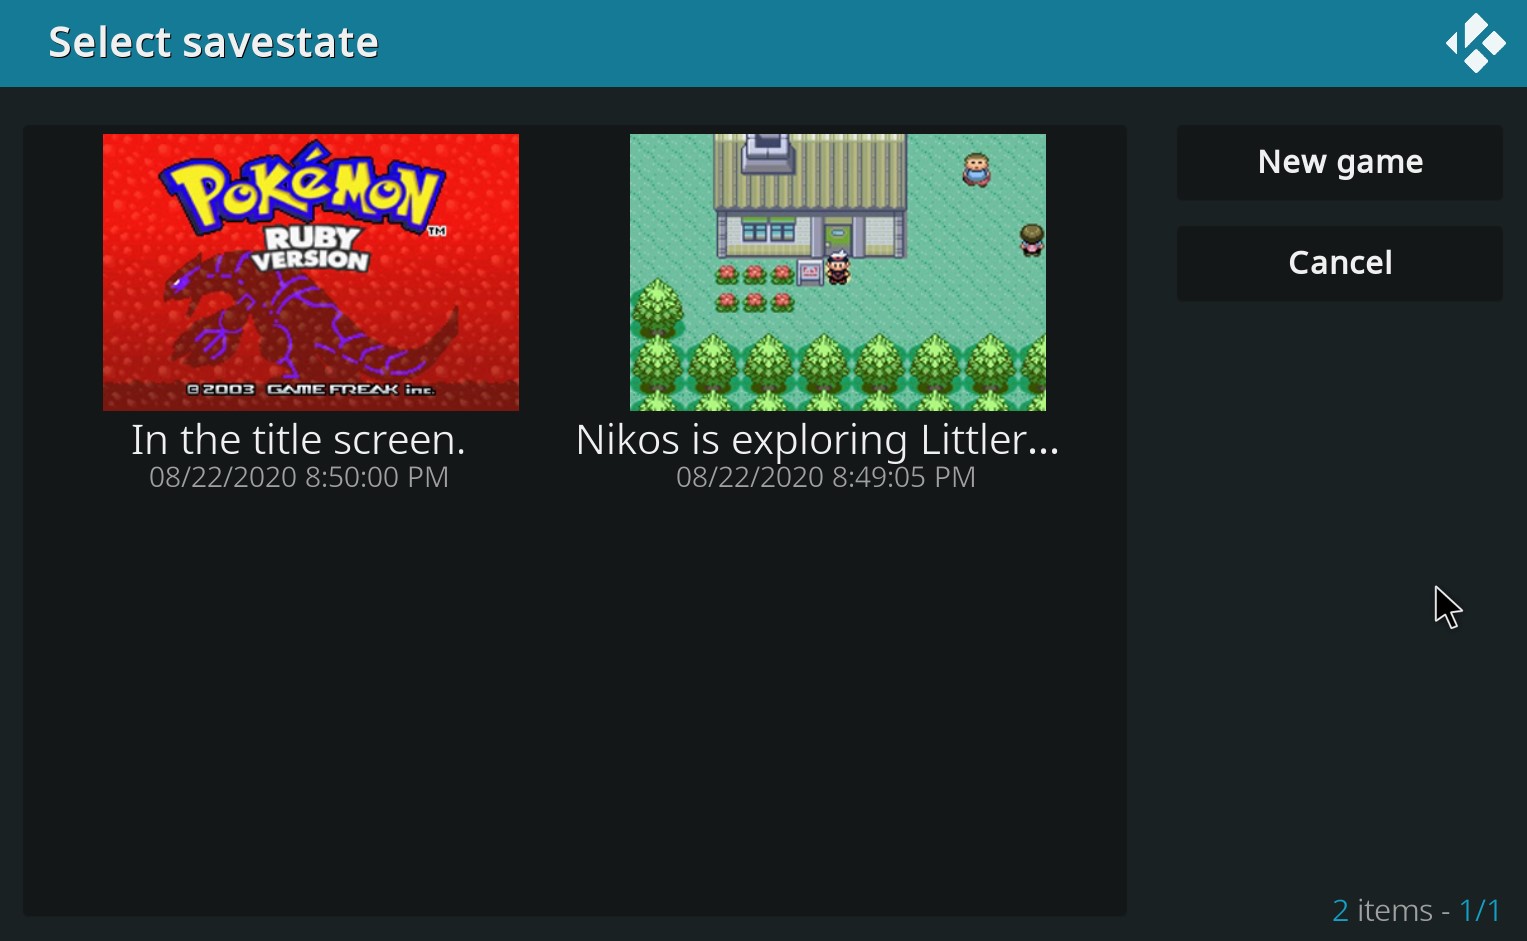 Select savestate
POKéMON
TM
RUBY
VERSION
©2003 GAME FREAK inc.
In the title screen.
08/22/2020 8:50:00 PM
Nikos is exploring Littler...
08/22/2020 8:49:05 PM
New game
Cancel
2 items - 1/1